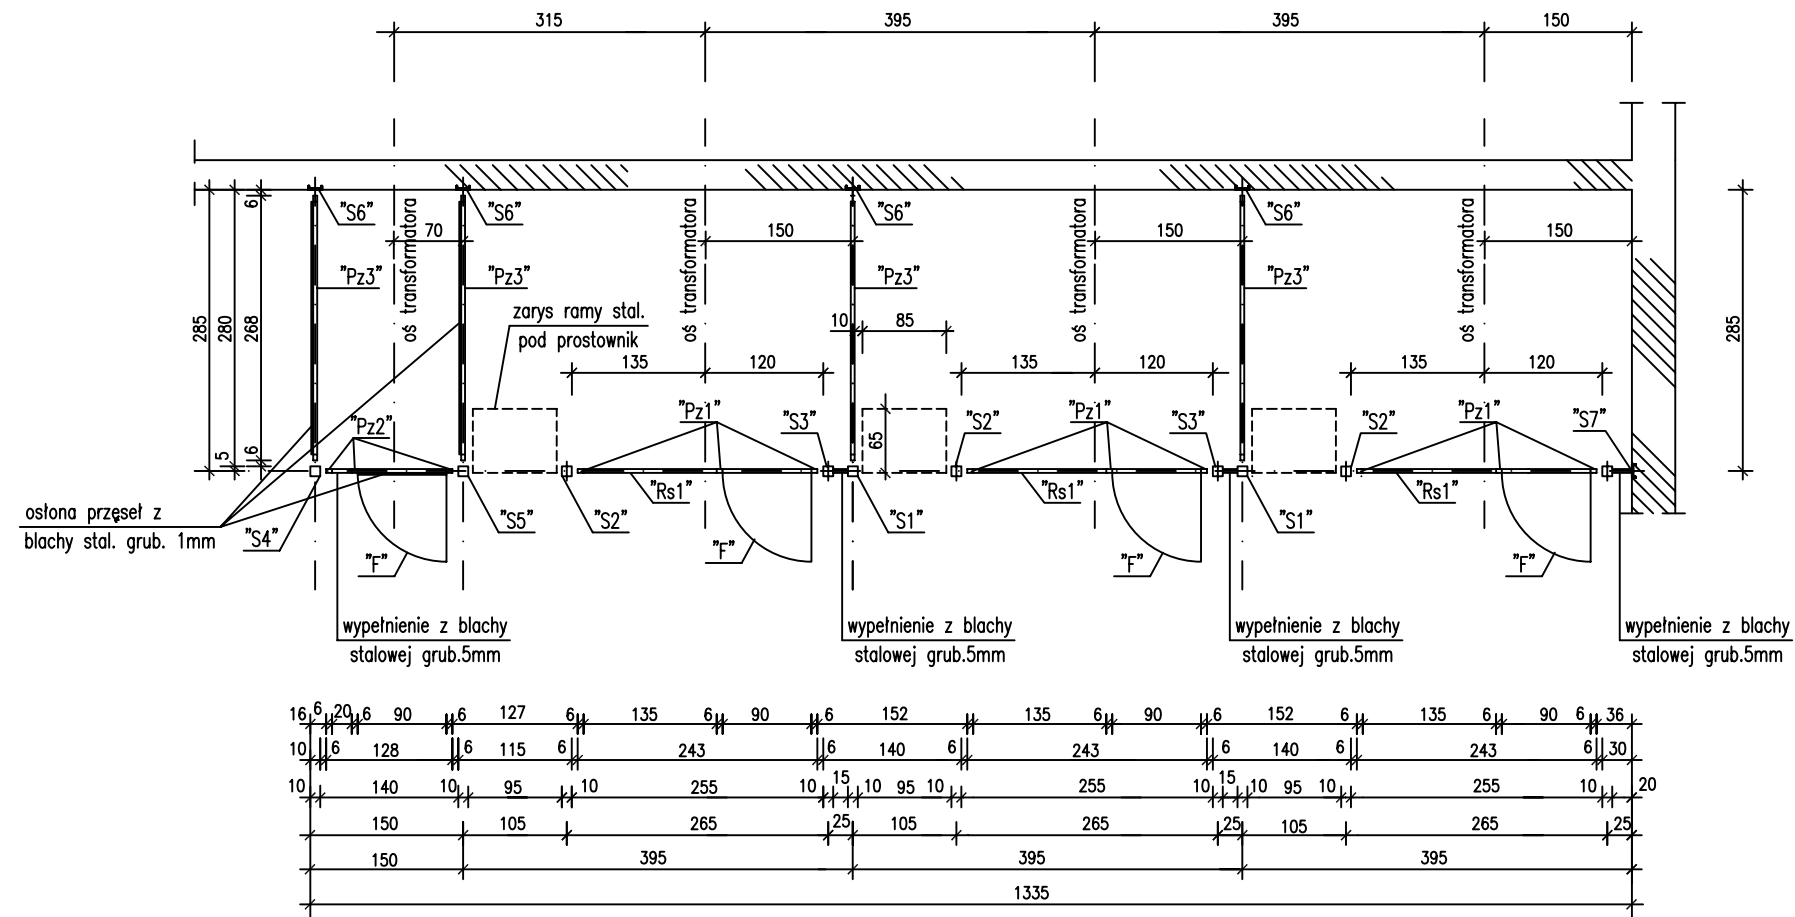 315 395 395 150
"S6" "S6" "S6" "S6"
6
70 150 150 150
oś transformatora
oś transformatora
oś transformatora
oś transformatora
"Pz3" "Pz3" "Pz3" "Pz3"
zarys ramy stal.
pod prostownik
10 85
285 280 268 285
135 120 135 120 135 120
"Pz2" "Pz1" "S3" "S2" "Pz1" "S3" "S2" "Pz1" "S7"
65
5 6
"Rs1" "Rs1" "Rs1"
osłona przęseł z
blachy stal. grub. 1mm
"S4" "S5" "S2" "S1" "S1"
"F" "F" "F" "F"
wypełnienie z blachy
stalowej grub.5mm
wypełnienie z blachy
stalowej grub.5mm
wypełnienie z blachy
stalowej grub.5mm
wypełnienie z blachy
stalowej grub.5mm
16 6 20 6 90 6 127 6 135 6 90 6 152 135 6 90 6 152 6 135 6 90 6 36
10 6 128 6 115 6 243 6 140 6 243 6 140 6 243 6 30
10 140 10 95 10 255 10 15 10 95 10 255 10 15 10 95 10 255 10 20
150 105 265 25 105 265 25 105 265 25
150 395 395 395
1335